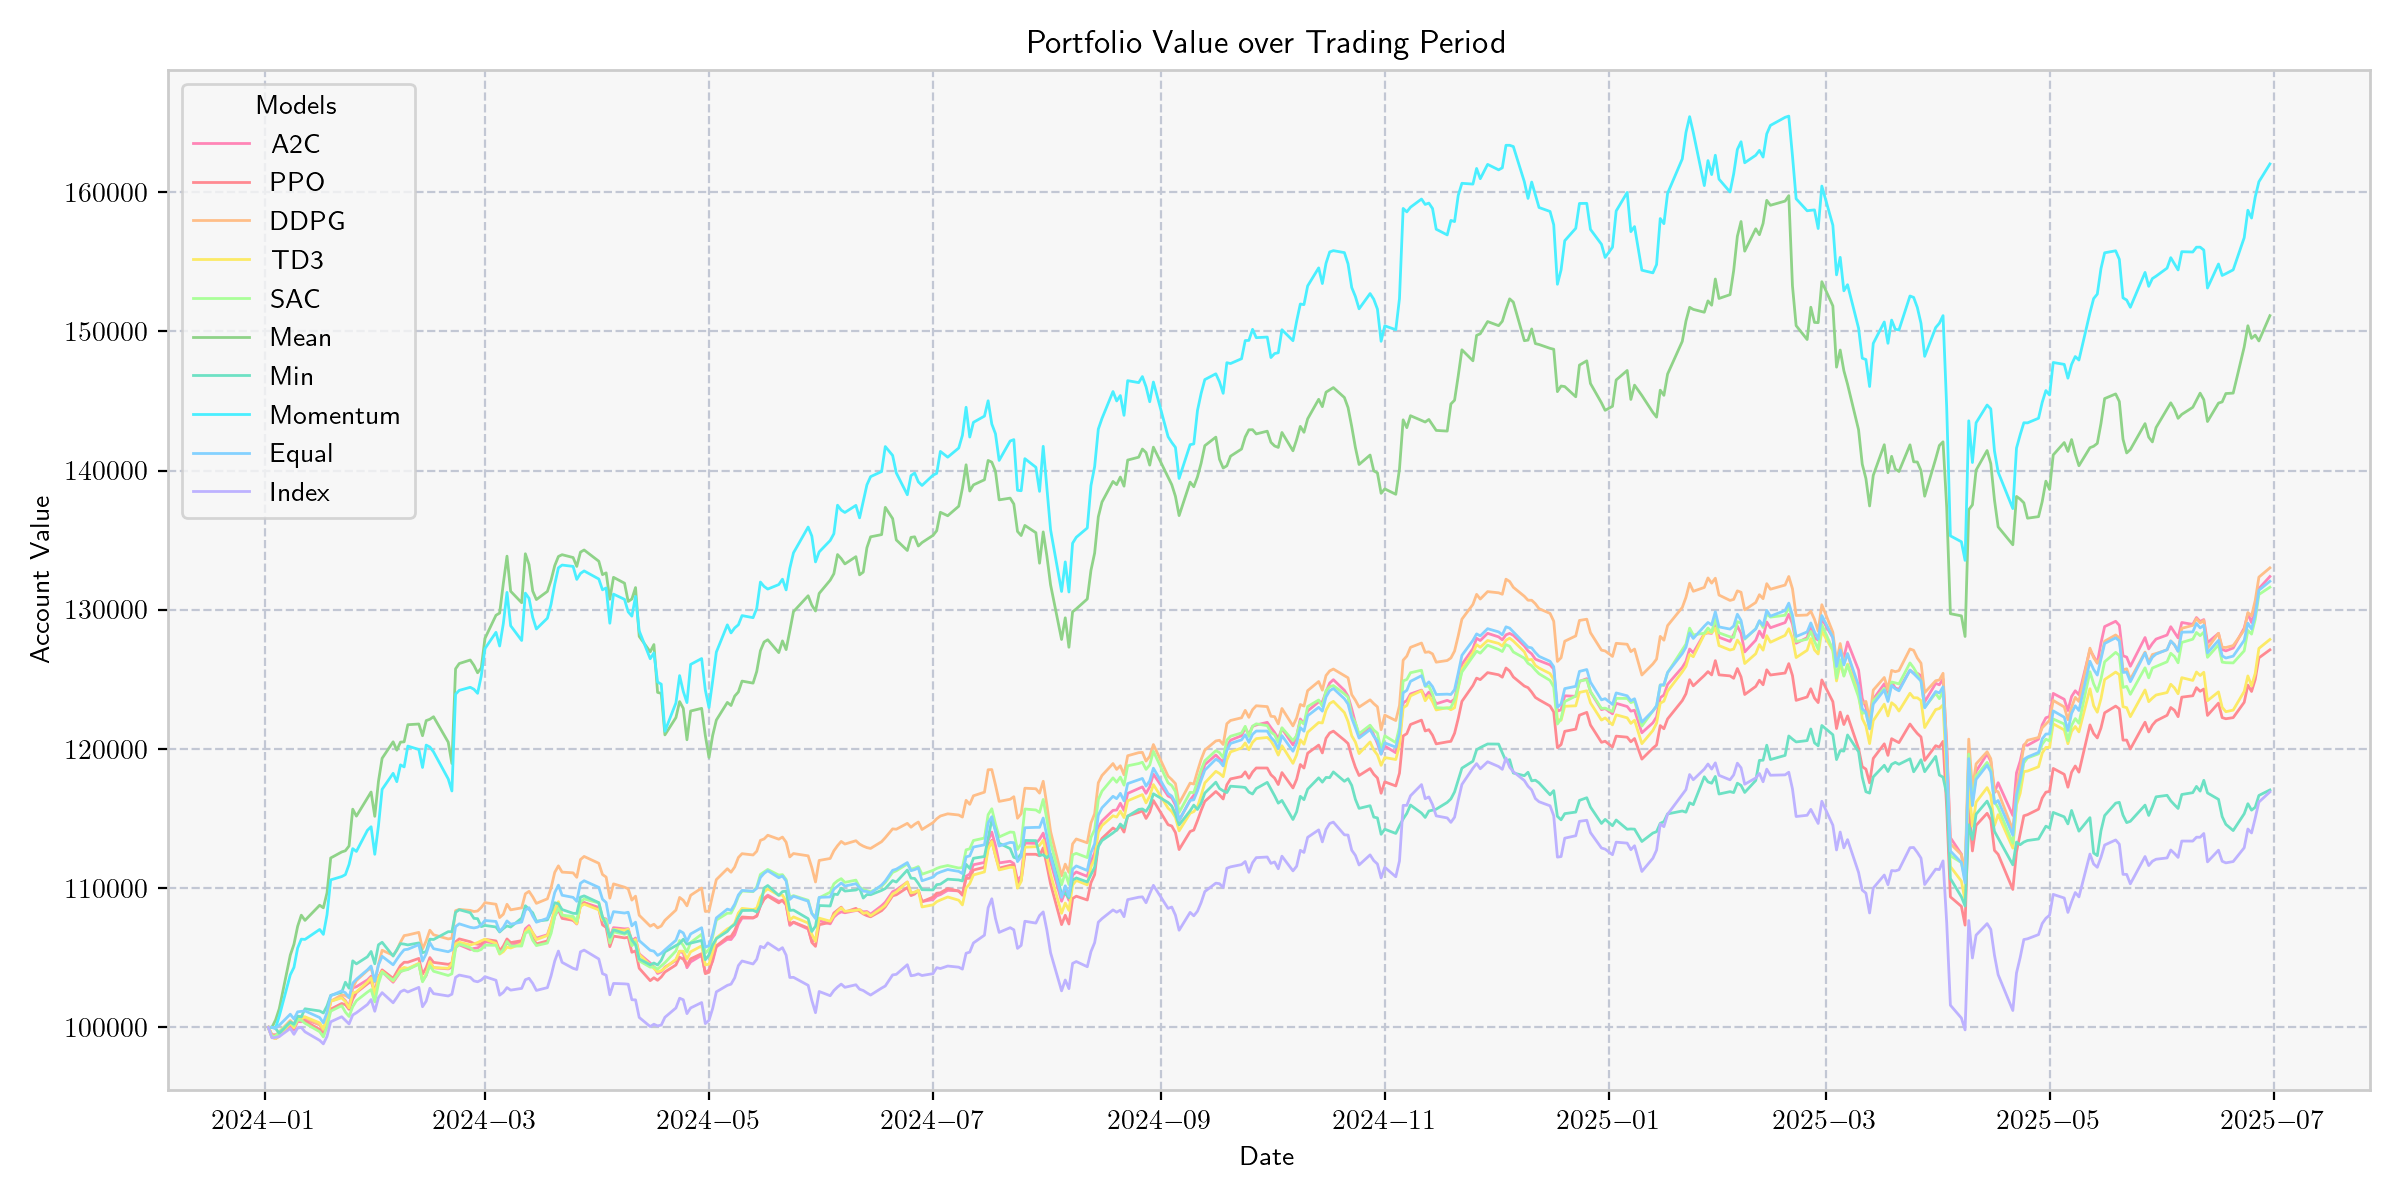 Portfolio Value over Trading Period
Models
A2C
PPO
DDPG
TD3
SAC
Mean
Min
Momentum
Equal
Index
Account Value
160000
150000
140000
130000
120000
110000
100000
2024−01
2024−03
2024−05
2024−07
2024−09
2024−11
2025−01
2025−03
2025−05
2025−07
Date